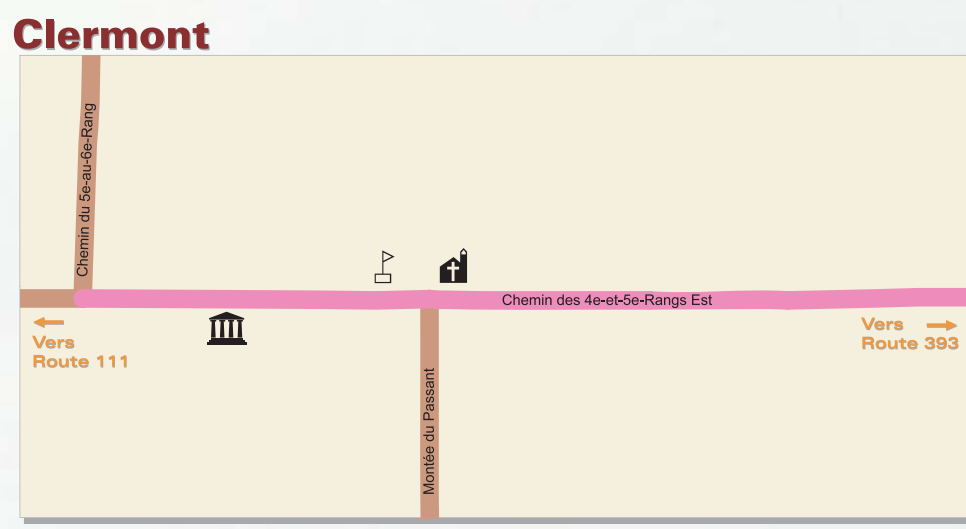 Clermont
Chemin du 5e-au-6e-Rang
Chemin des 4e-et-5e-Rangs Est
Vers
Route 111
Vers
Route 393
Montée du Passant